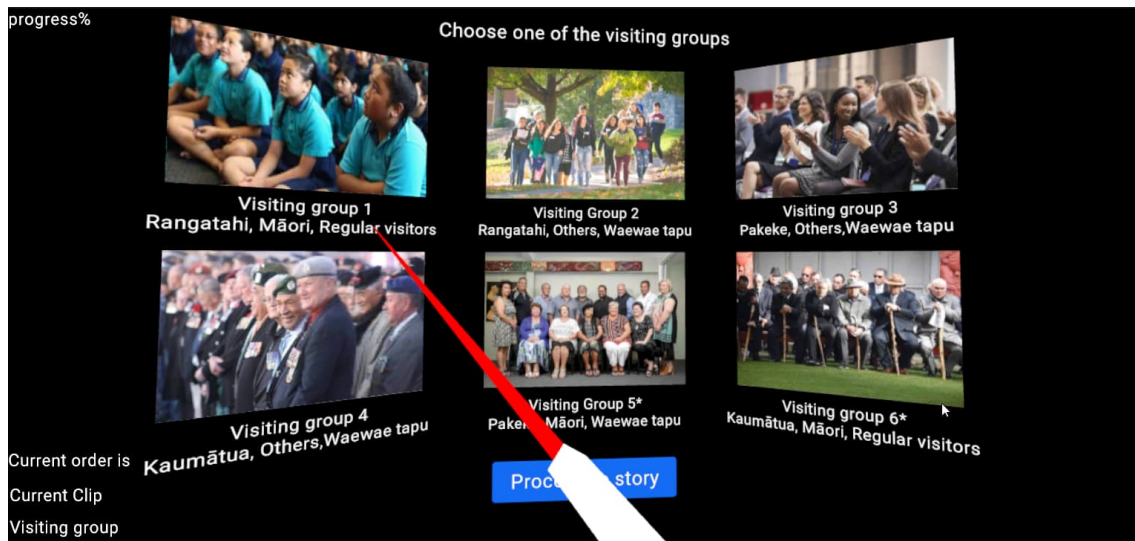 progress%
Choose one of the visiting groups
Visiting group 1
Rangatahi, Māori, Regular visitors
Visiting Group 2
Rangatahi, Others, Waewae tapu
Visiting group 3
Pakeke, Others,Waewae tapu
Visiting group 4
Kaumātua, Others,Waewae tapu
Visiting Group 5*
Māori, Waewae tapu
Visiting group 6*
Kaumātua, Māori, Regular visitors
Current order is
Current Clip
Visiting group
story